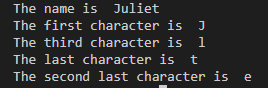 The name is  Juliet
The first character is  J
The third character is  l
The last character is  t
The second last character is  e